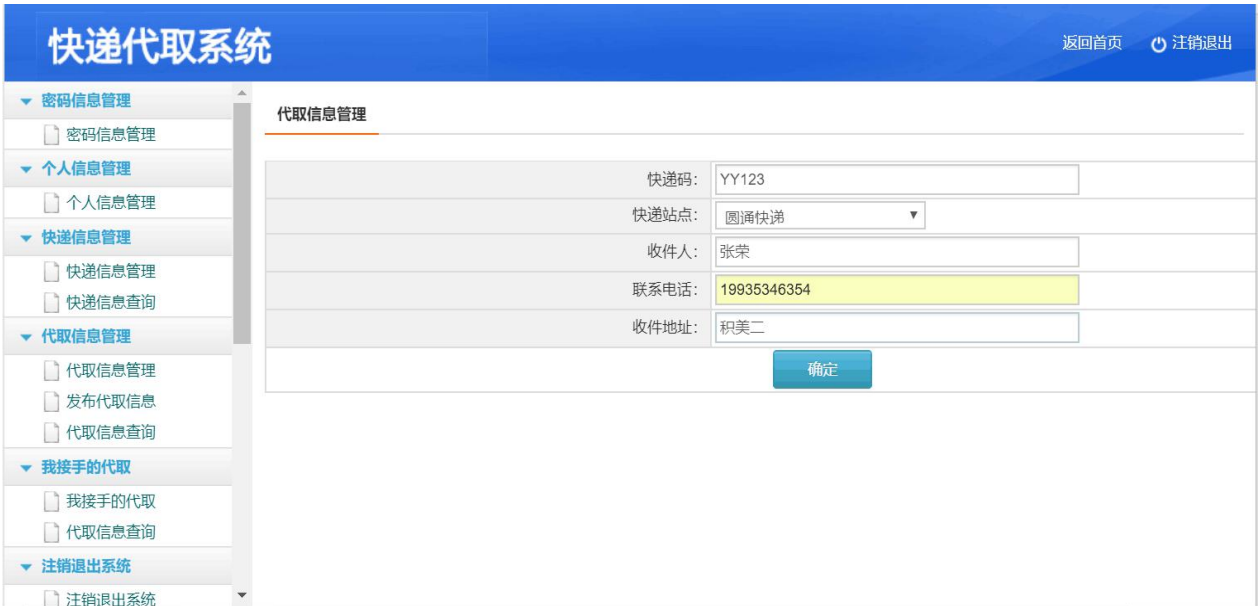 快递代取系统
返回首页 注销退出
密码信息管理
密码信息管理
个人信息管理
个人信息管理
快递信息管理
快递信息管理
快递信息查询
代取信息管理
代取信息管理
发布代取信息
代取信息查询
我接手的代取
我接手的代取
代取信息查询
注销退出系统
注销退出系统
代取信息管理
快递码： YY123
快递站点： 圆通快递
收件人： 张荣
联系电话： 19935346354
收件地址： 积美二
确定